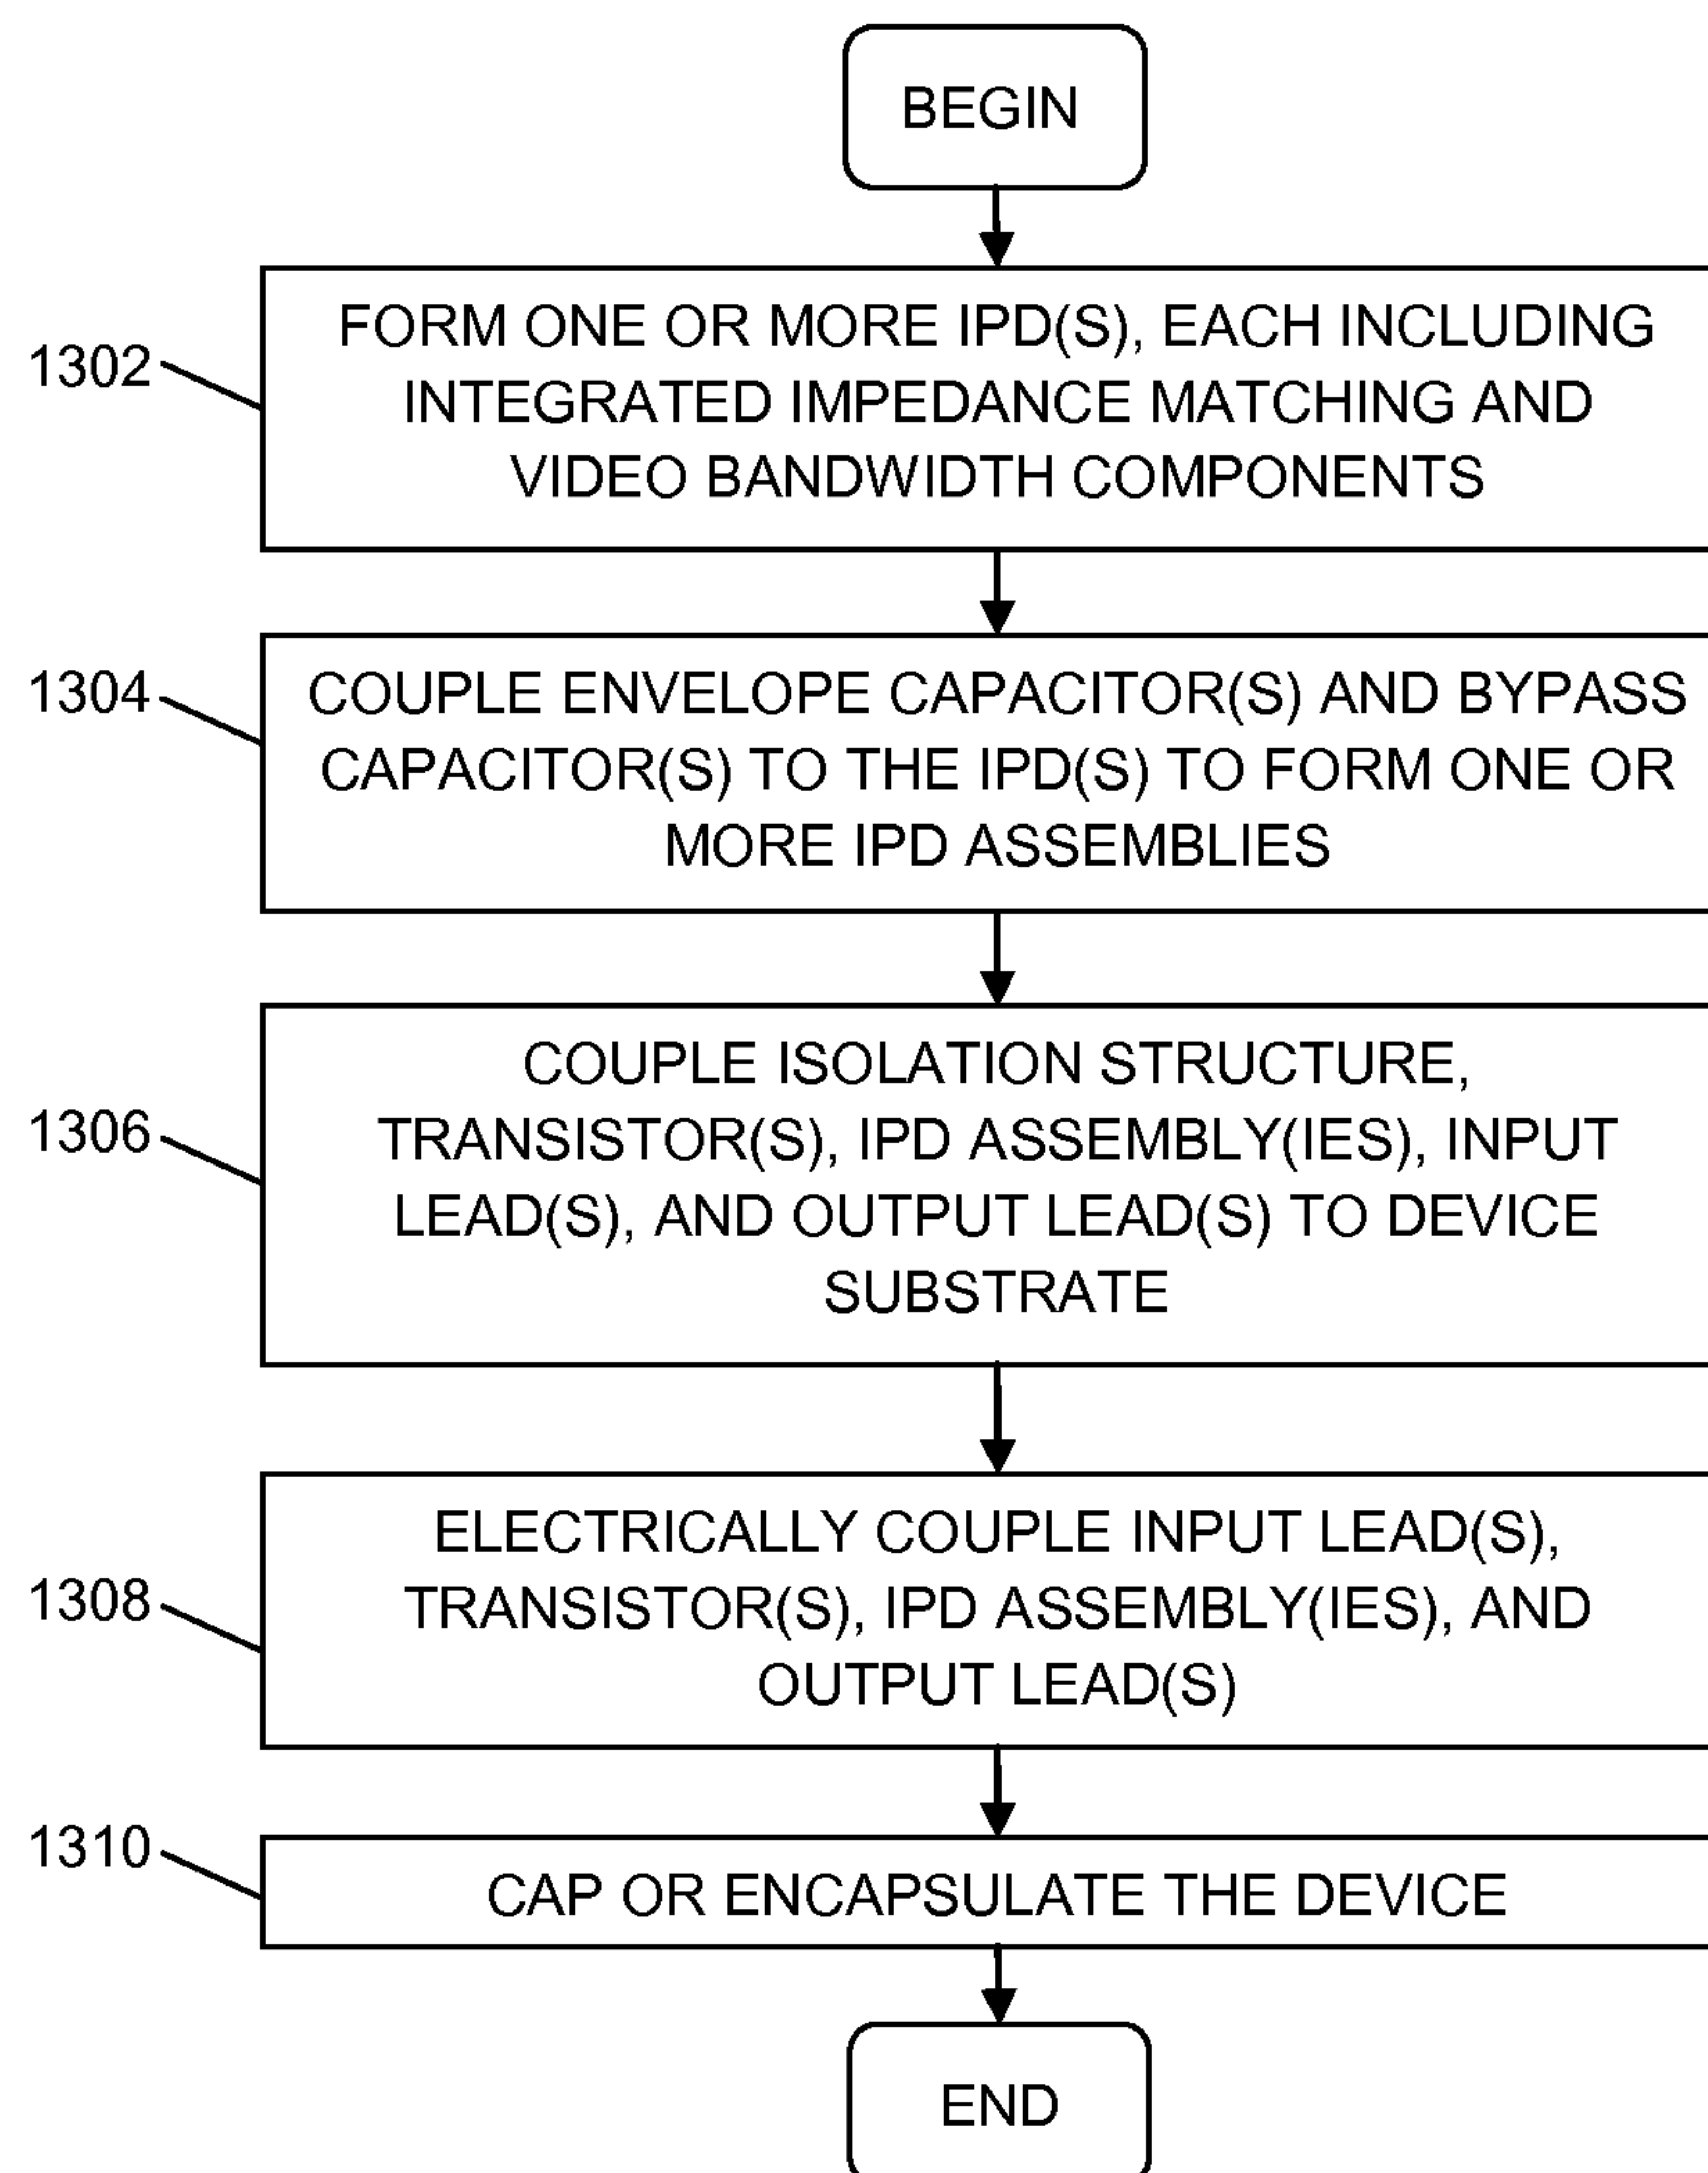 BEGIN
1302
FORM ONE OR MORE IPD(S), EACH INCLUDING
INTEGRATED IMPEDANCE MATCHING AND
VIDEO BANDWIDTH COMPONENTS
1304
COUPLE ENVELOPE CAPACITOR(S) AND BYPASS
CAPACITOR(S) TO THE IPD(S) TO FORM ONE OR
MORE IPD ASSEMBLIES
1306
COUPLE ISOLATION STRUCTURE,
TRANSISTOR(S), IPD ASSEMBLY(IES), INPUT
LEAD(S), AND OUTPUT LEAD(S) TO DEVICE
SUBSTRATE
1308
ELECTRICALLY COUPLE INPUT LEAD(S),
TRANSISTOR(S), IPD ASSEMBLY(IES), AND
OUTPUT LEAD(S)
1310
CAP OR ENCAPSULATE THE DEVICE
END